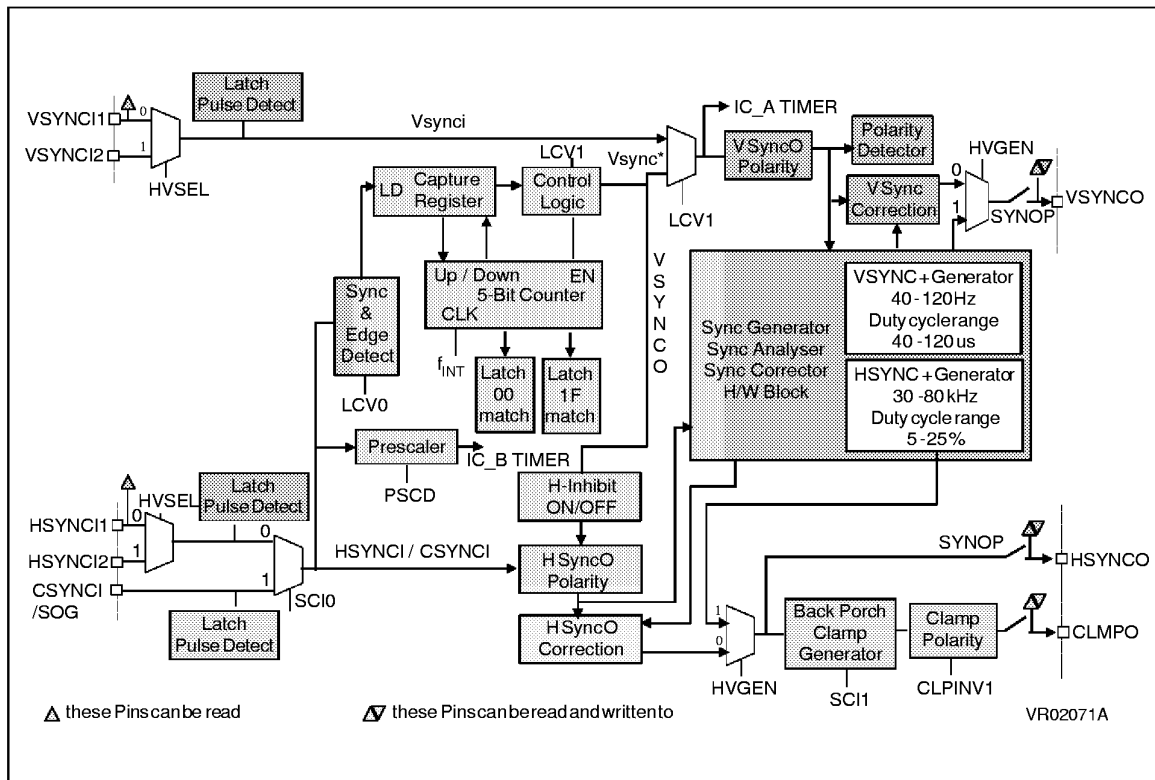 Latch
Pulse Detect
VSYNCI1
0
VSYNCI2
1
HVSEL
Vsynci
IC_A TIMER
LCV1
Vsync*
LCV1
VSyncO
Polarity
Polarity
Detector
HVGEN
0
1
VSync
Correction
SYNOP
VSYNCO
LD
Capture
Register
Control
Logic
Up / Down
EN
5-Bit Counter
CLK
fINT
Sync
&
Edge
Detect
LCV0
Latch
00
match
Latch
1F
match
VSYNCO
Sync Generator
Sync Analyser
Sync Corrector
H/W Block
VSYNC + Generator
40 - 120Hz
Duty cycle range
40 - 120 us
HSYNC + Generator
30 - 80 kHz
Duty cycle range
5 - 25%
Prescaler
IC_B TIMER
PSCD
H-Inhibit
ON/OFF
HSYNCI1
0
HVSEL
Latch
Pulse Detect
0
HSYNCI2
1
CSYNCI
/SOG
1
SCI0
Latch
Pulse Detect
HSYNCI / CSYNCI
HSyncO
Polarity
HSyncO
Correction
1
0
HVGEN
Back Porch
Clamp
Generator
SCI1
Clamp
Polarity
CLPINV1
SYNOP
HSYNCO
CLMPO
these Pins can be read
these Pins can be read and written to
VR02071A